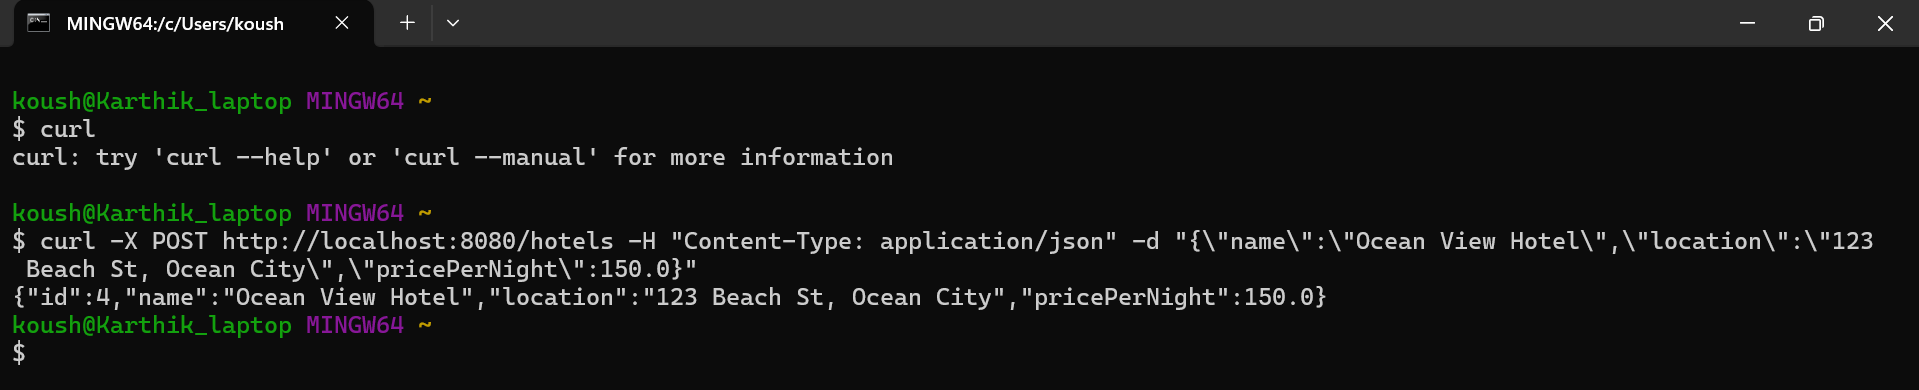 MINGW64:/c/Users/koush
koush@Karthik_laptop MINGW64 ~
$ curl
curl: try 'curl --help' or 'curl --manual' for more information
koush@Karthik_laptop MINGW64 ~
$ curl -X POST http://localhost:8080/hotels -H "Content-Type: application/json" -d "{\"name\":\"Ocean View Hotel\",\"location\":\"123
 Beach St, Ocean City\",\"pricePerNight\":150.0}"
{"id":4,"name":"Ocean View Hotel","location":"123 Beach St, Ocean City","pricePerNight":150.0}
koush@Karthik_laptop MINGW64 ~
$